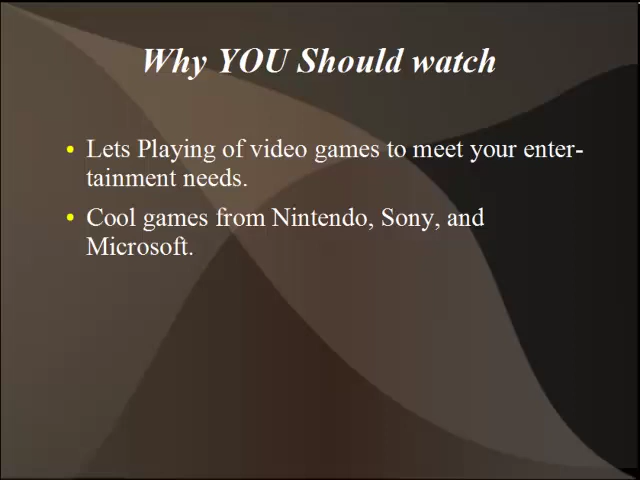 Why YOU Should watch
• Lets Playing of video games to meet your enter-
tainment needs.
• Cool games from Nintendo, Sony, and
Microsoft.